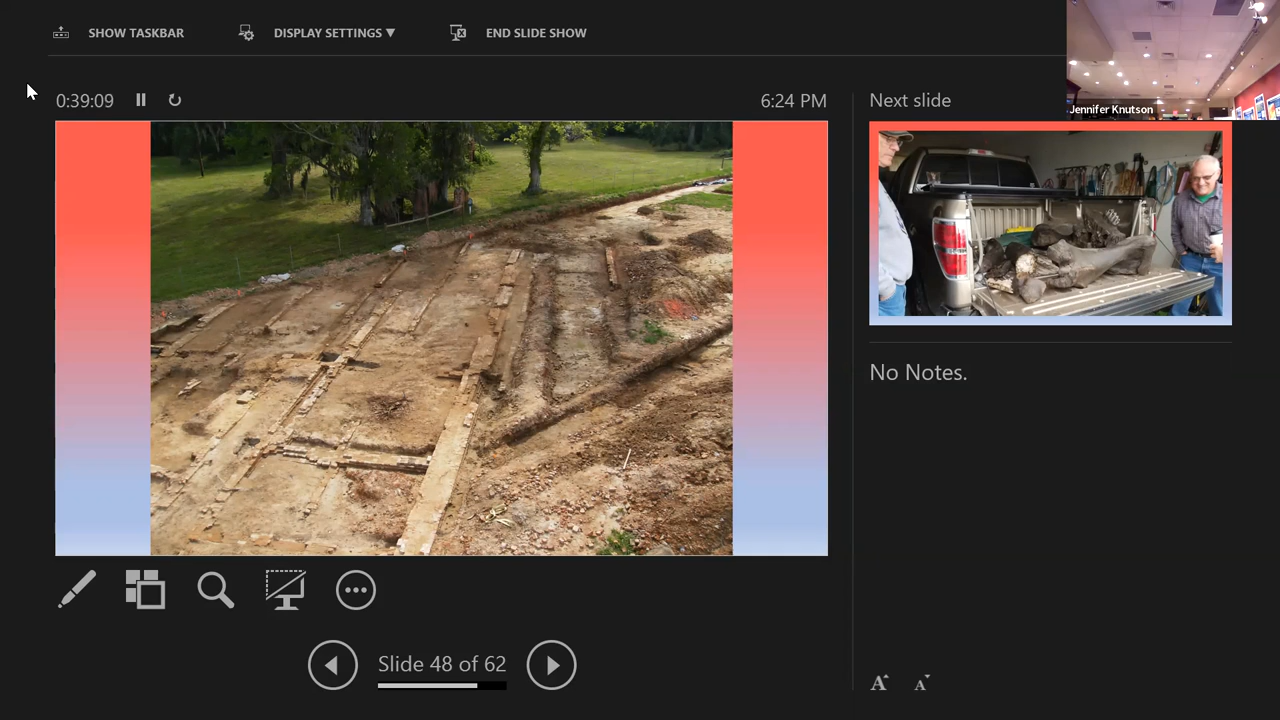 SHOW TASKBAR
DISPLAY SETTINGS ▼
END SLIDE SHOW
Jennifer Knutson
0:39:09
6:24 PM
Next slide
No Notes.
Slide 48 of 62
A A